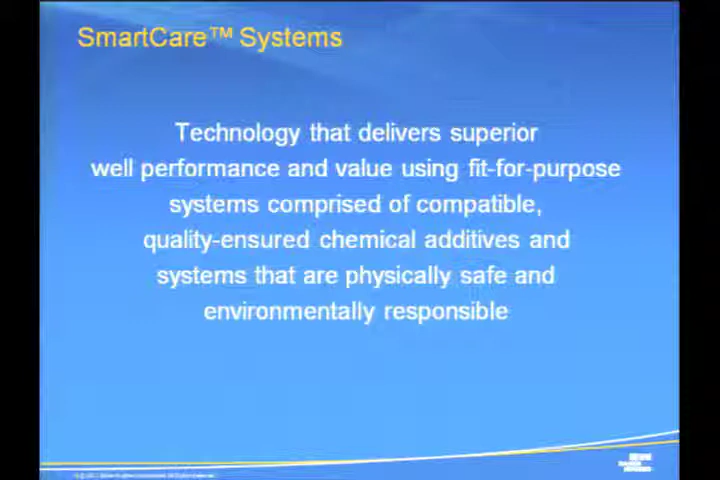 SmartCare™ Systems
Technology that delivers superior
well performance and value using fit-for-purpose
systems comprised of compatible,
quality-ensured chemical additives and
systems that are physically safe and
environmentally responsible